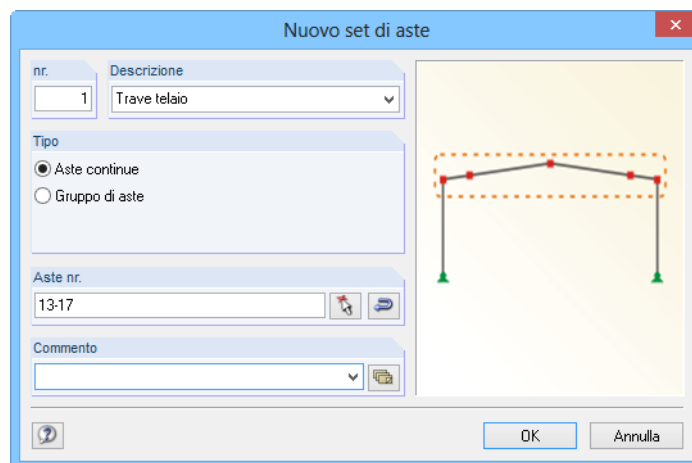 Nuovo set di aste
nr.
Descrizione
1
Trave telaio
Tipo
Aste continue
Gruppo di aste
Aste nr.
13-17
Commento
OK
Annulla